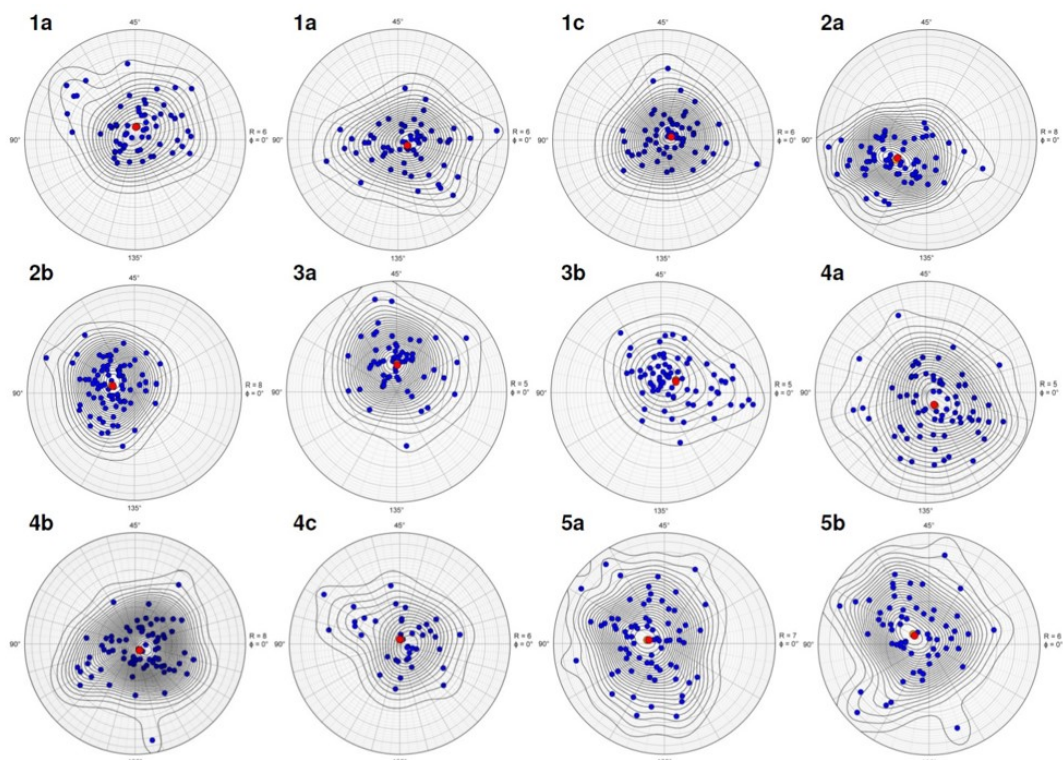 1a
45°
90°
R = 6
ϕ = 0°
135°
1a
45°
90°
R = 6
ϕ = 0°
135°
1c
45°
90°
R = 6
ϕ = 0°
135°
2a
45°
90°
R = 8
ϕ = 0°
135°
2b
45°
90°
R = 8
ϕ = 0°
135°
3a
45°
90°
R = 5
ϕ = 0°
135°
3b
45°
90°
R = 5
ϕ = 0°
135°
4a
45°
90°
R = 5
ϕ = 0°
135°
4b
45°
90°
R = 8
ϕ = 0°
4c
45°
90°
R = 6
ϕ = 0°
5a
45°
90°
R = 7
ϕ = 0°
5b
45°
90°
R = 6
ϕ = 0°